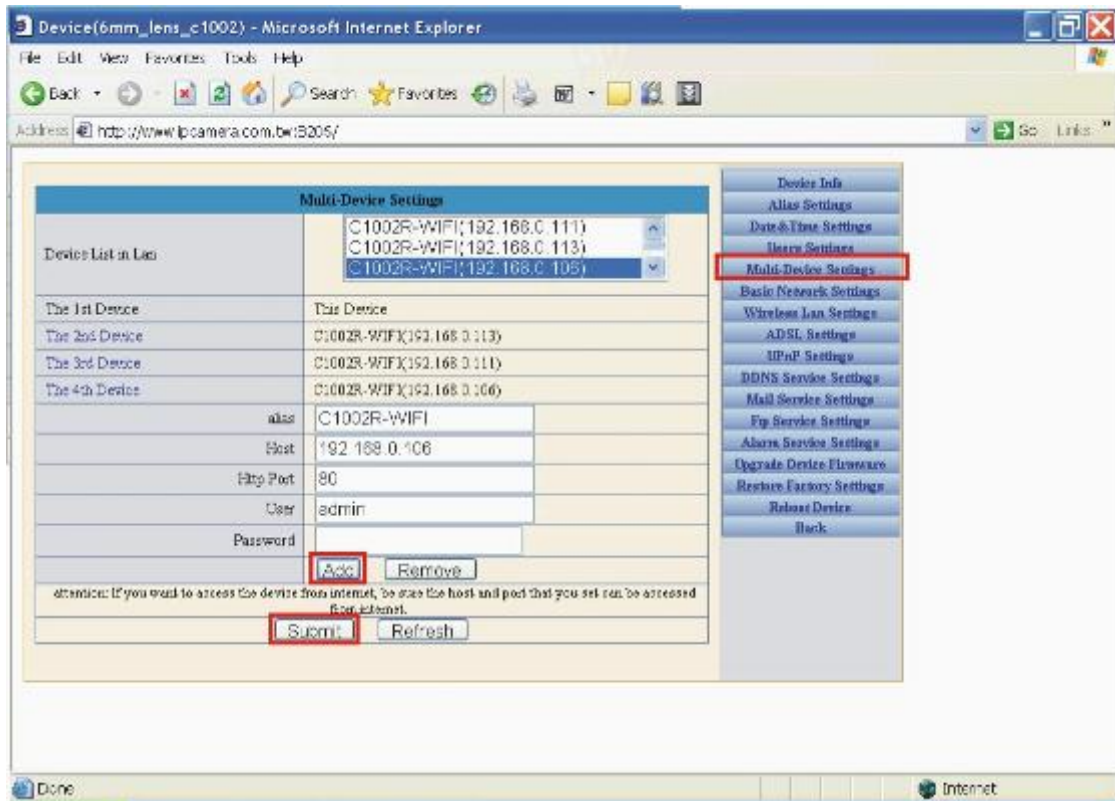 Device(6mm_lens_c1002) - Microsoft Internet Explorer
File Edit View Favorites Tools Help
Back Search Favorites
Address http://www.ipcamera.com.tw:8206/ Go Links »
Multi-Device Settings
Device List in Lan
C1002R-WIFI(192.168.0.111)
C1002R-WIFI(192.168.0.113)
C1002R-WIFI(192.168.0.106)
The 1st Device This Device
The 2nd Device C1002R-WIFI(192.168.0.113)
The 3rd Device C1002R-WIFI(192.168.0.111)
The 4th Device C1002R-WIFI(192.168.0.106)
alias C1002R-WIFI
Host 192.168.0.106
Http Port 80
User admin
Password
Add Remove
attention: If you want to access the device from internet, be sure the host and port that you set can be accessed
from internet.
Submit Refresh
Device Info
Alias Settings
Date&Time Settings
Users Settings
Multi-Device Settings
Basic Network Settings
Wireless Lan Settings
ADSL Settings
UPnP Settings
DDNS Service Settings
Mail Service Settings
Ftp Service Settings
Alarm Service Settings
Upgrade Device Firmware
Restore Factory Settings
Reboot Device
Back
Done Internet